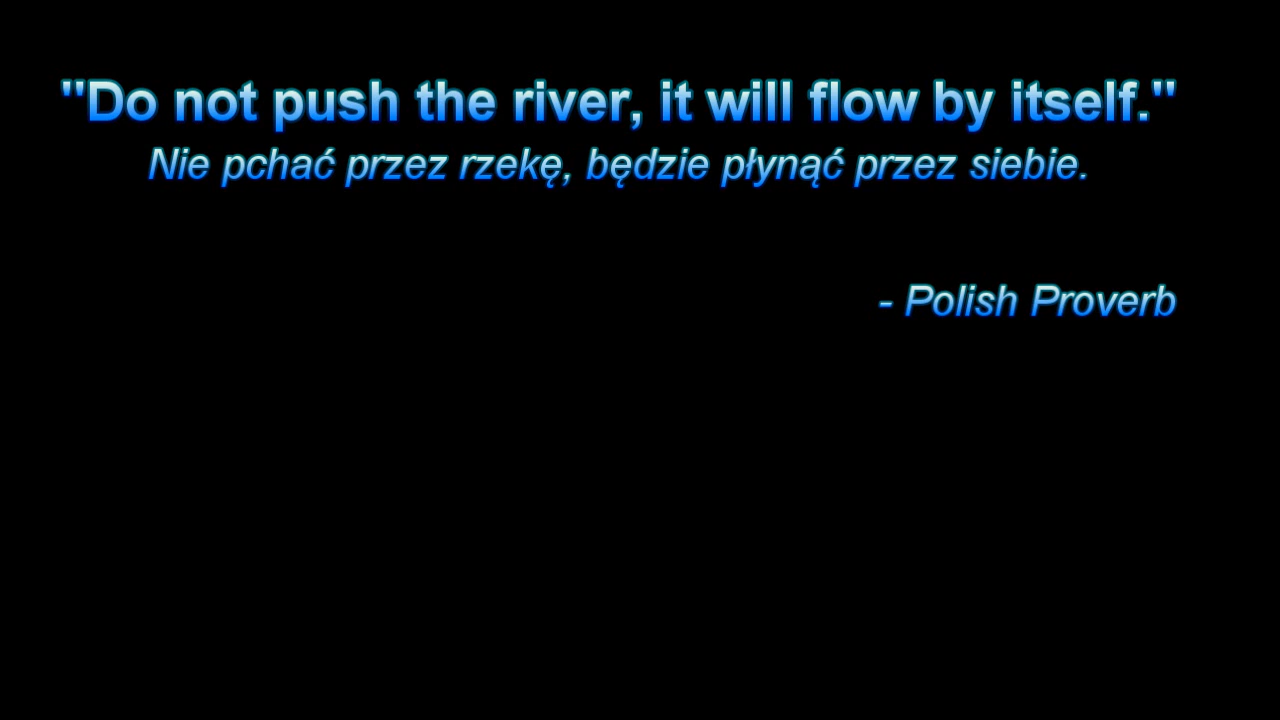 "Do not push the river, it will flow by itself."
Nie pchać przez rzekę, będzie płynąć przez siebie.
- Polish Proverb